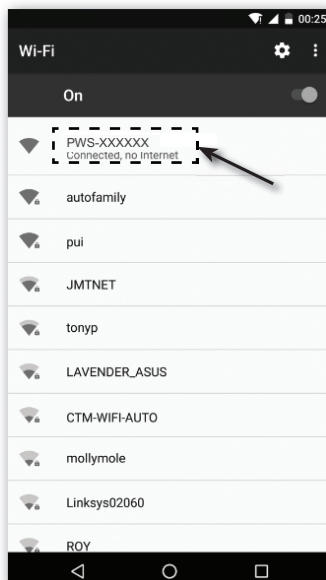 00:25
Wi-Fi
On
PWS-XXXXXX
Connected, no Internet
autofamily
pui
JMTNET
tonyp
LAVENDER_ASUS
CTM-WIFI-AUTO
mollymole
Linksys02060
ROY